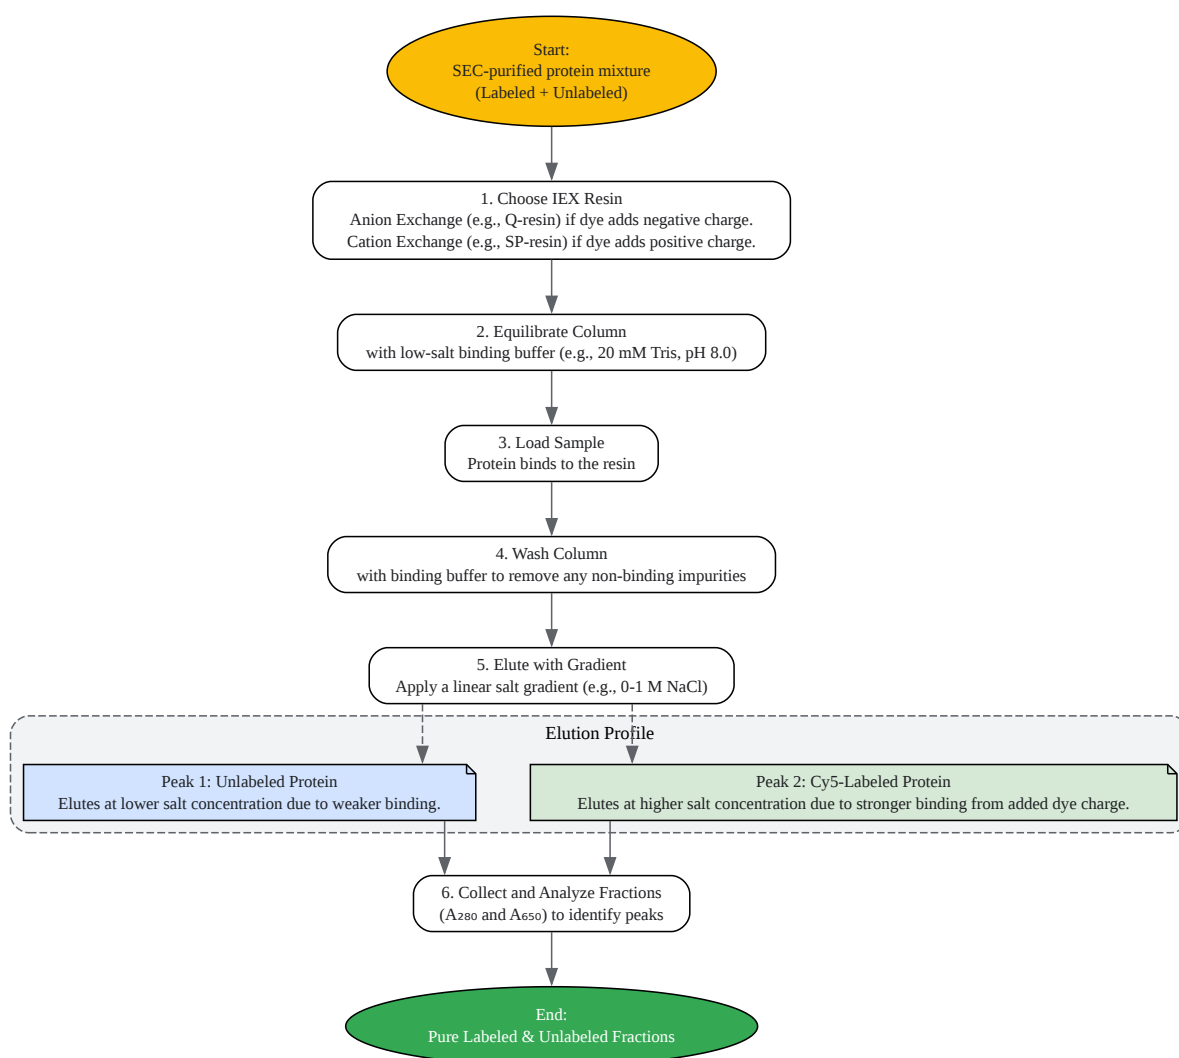 Start:
SEC-purified protein mixture
(Labeled + Unlabeled)
1. Choose IEX Resin
Anion Exchange (e.g., Q-resin) if dye adds negative charge.
Cation Exchange (e.g., SP-resin) if dye adds positive charge.
2. Equilibrate Column
with low-salt binding buffer (e.g., 20 mM Tris, pH 8.0)
3. Load Sample
Protein binds to the resin
4. Wash Column
with binding buffer to remove any non-binding impurities
5. Elute with Gradient
Apply a linear salt gradient (e.g., 0-1 M NaCl)
Elution Profile
Peak 1: Unlabeled Protein
Elutes at lower salt concentration due to weaker binding.
Peak 2: Cy5-Labeled Protein
Elutes at higher salt concentration due to stronger binding from added dye charge.
6. Collect and Analyze Fractions
(A₂₈₀ and A₆₅₀) to identify peaks
End:
Pure Labeled & Unlabeled Fractions